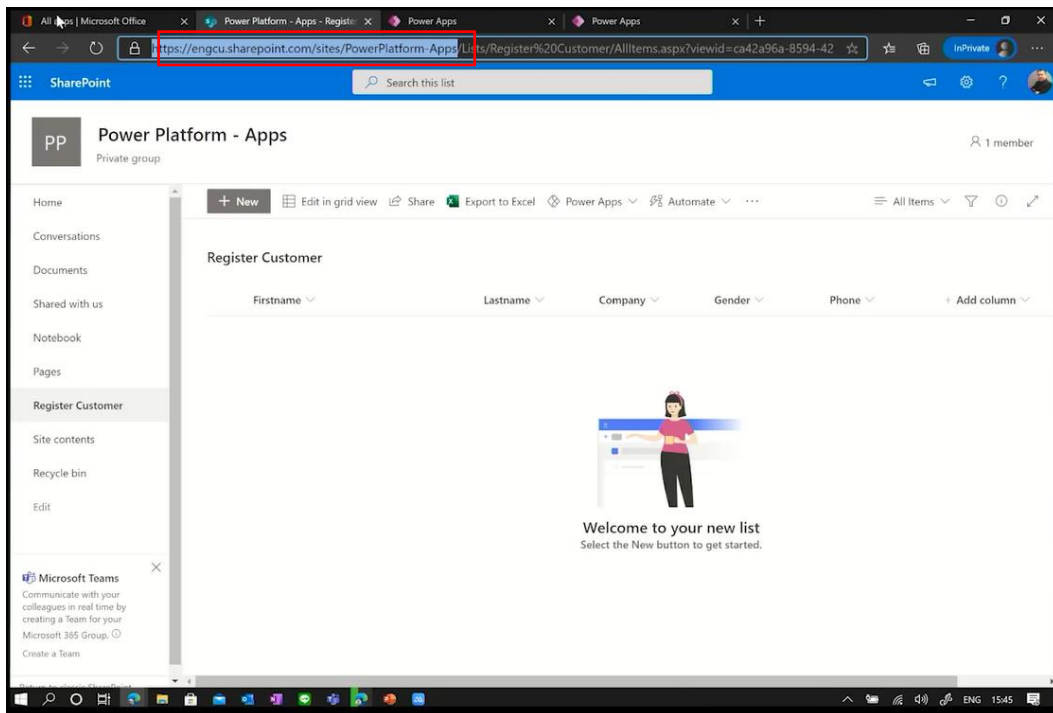 All apps | Microsoft Office
Power Platform - Apps - Register
Power Apps
Power Apps
https://engcu.sharepoint.com/sites/PowerPlatform-Apps/Lists/Register%20Customer/AllItems.aspx?viewid=ca42a96a-8594-42
InPrivate
SharePoint
Search this list
PP
Power Platform - Apps
Private group
1 member
Home
Conversations
Documents
Shared with us
Notebook
Pages
Register Customer
Site contents
Recycle bin
Edit
+ New
Edit in grid view
Share
Export to Excel
Power Apps
Automate
All Items
Register Customer
Firstname
Lastname
Company
Gender
Phone
+ Add column
Welcome to your new list
Select the New button to get started.
Microsoft Teams
Communicate with your
colleagues in real time by
creating a Team for your
Microsoft 365 Group.
Create a Team
ENG
15:45